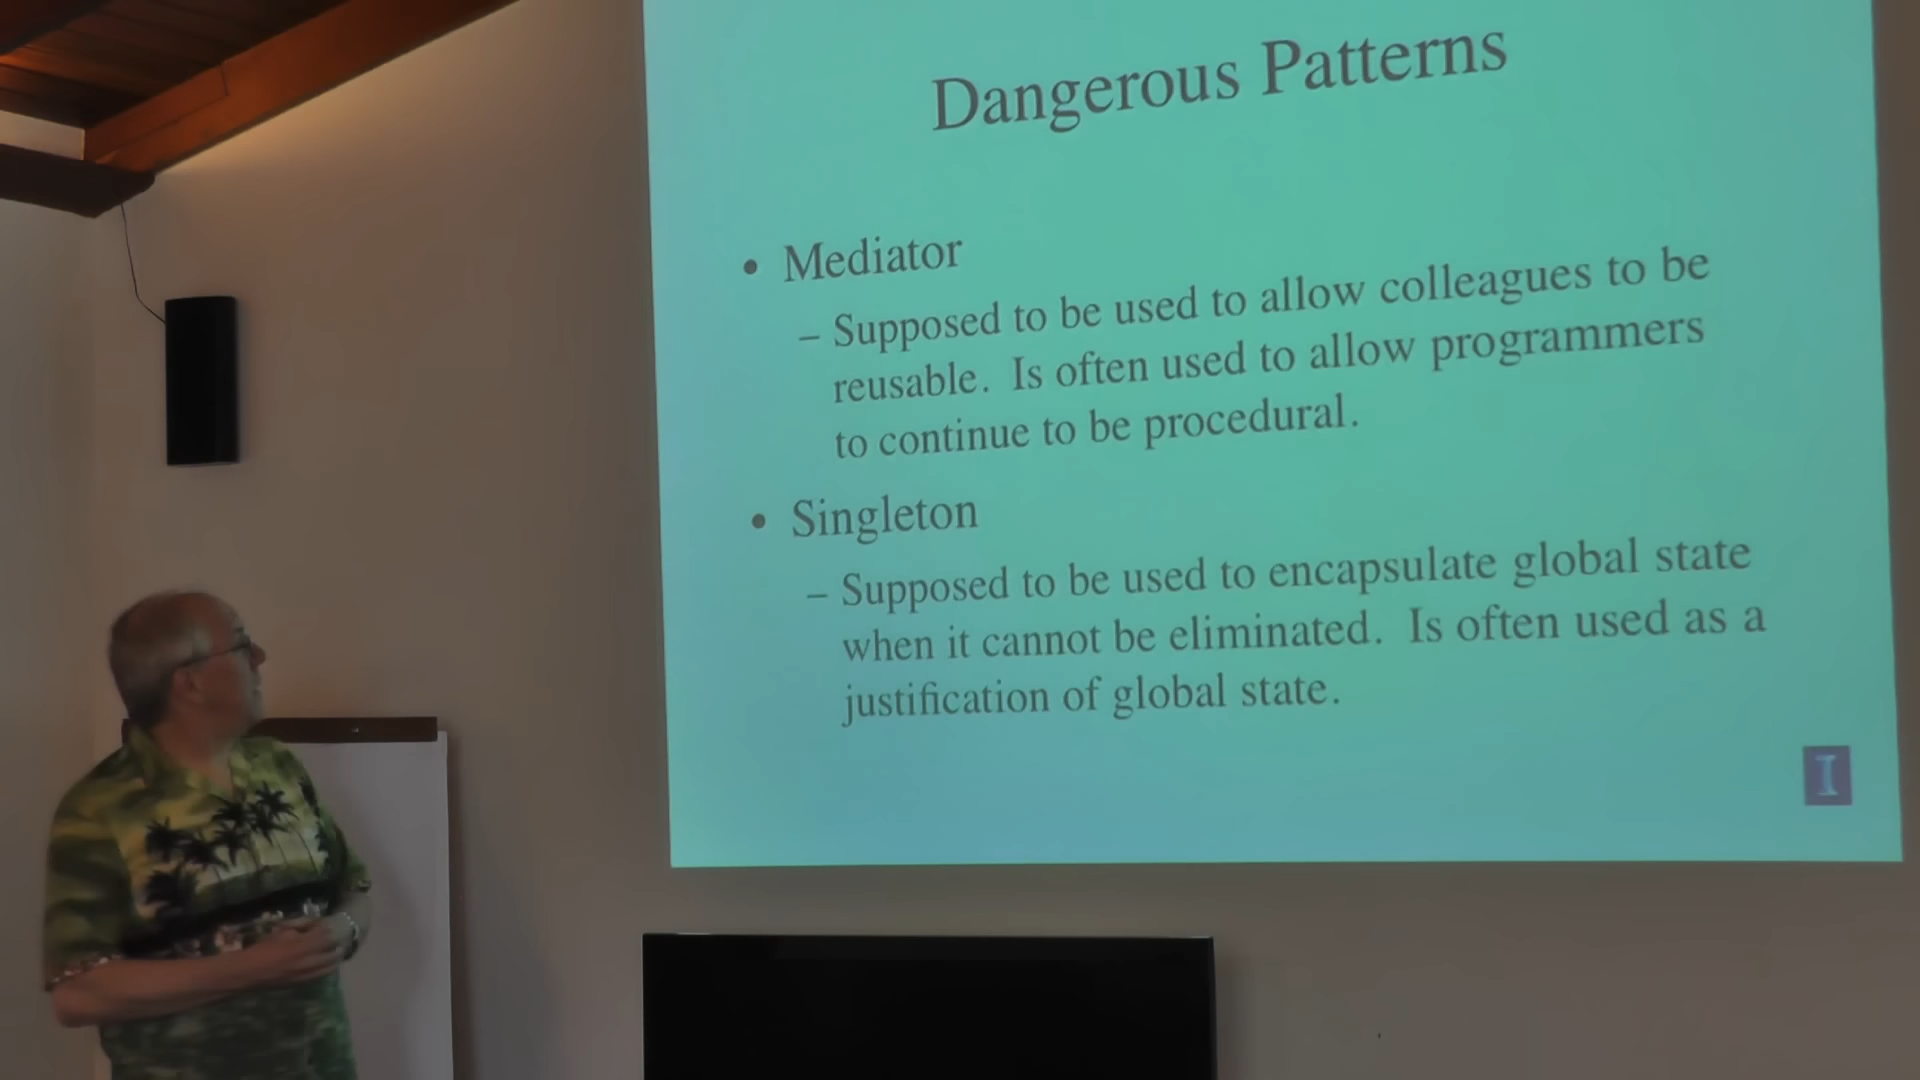 Dangerous Patterns
• Mediator
– Supposed to be used to allow colleagues to be
reusable. Is often used to allow programmers
to continue to be procedural.
• Singleton
– Supposed to be used to encapsulate global state
when it cannot be eliminated. Is often used as a
justification of global state.
I